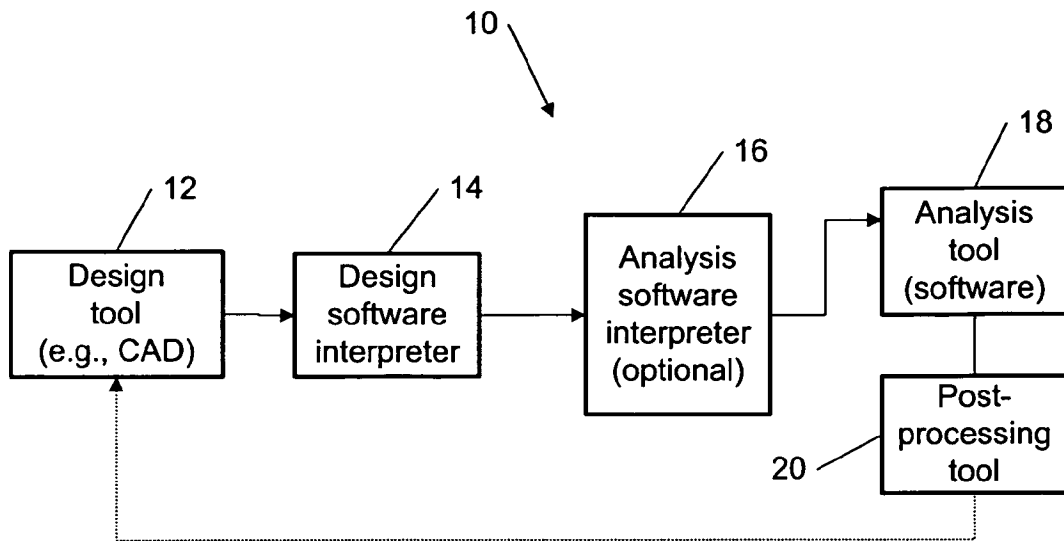 10
12
14
16
18
Design
tool
(e.g., CAD)
Design
software
interpreter
Analysis
software
interpreter
(optional)
Analysis
tool
(software)
20
Post-
processing
tool